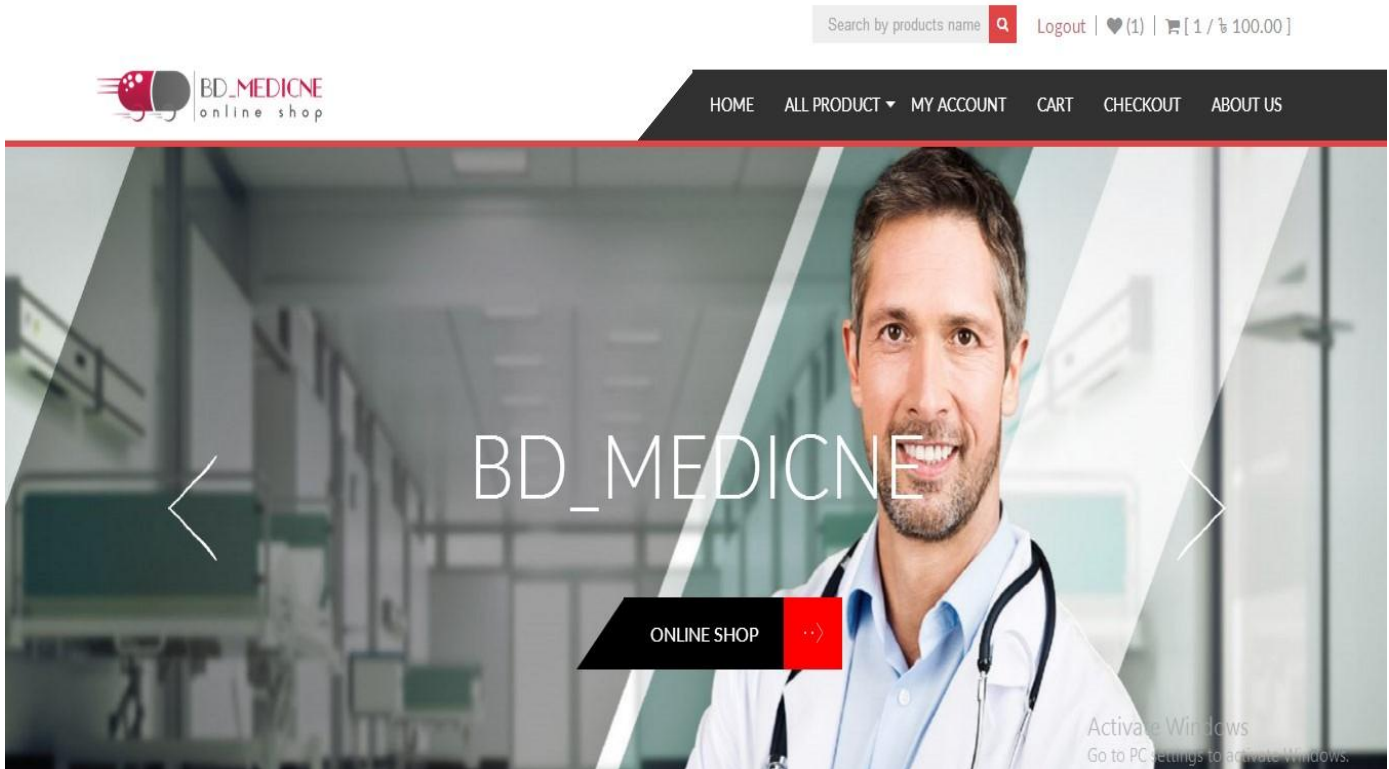 Search by products name Logout | (1) | [ 1 / ৳ 100.00 ]
BD_MEDICNE
online shop
HOME ALL PRODUCT MY ACCOUNT CART CHECKOUT ABOUT US
BD_MEDICNE
ONLINE SHOP
Activate Windows
Go to PC settings to activate Windows.